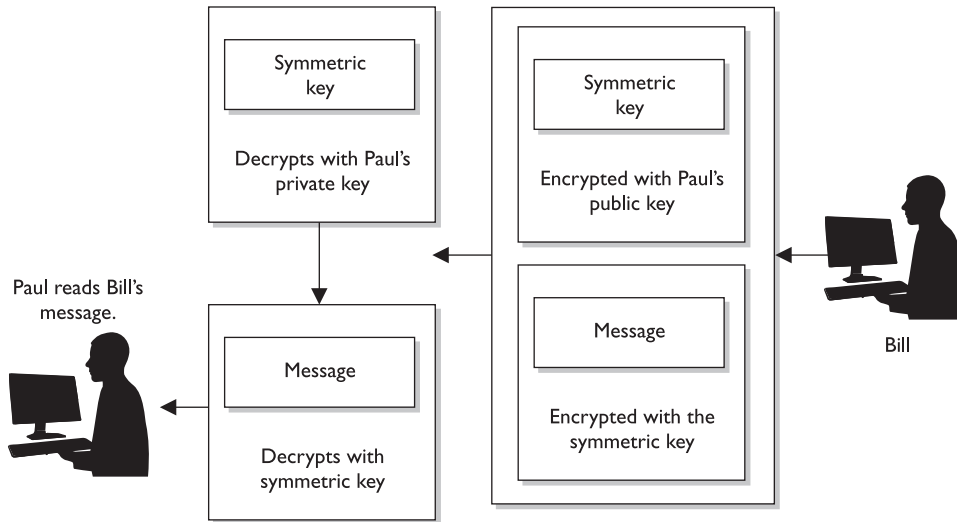 Symmetric
key
Decrypts with Paul’s
private key
Symmetric
key
Encrypted with Paul’s
public key
Paul reads Bill’s
message.
Message
Decrypts with
symmetric key
Message
Encrypted with the
symmetric key
Bill